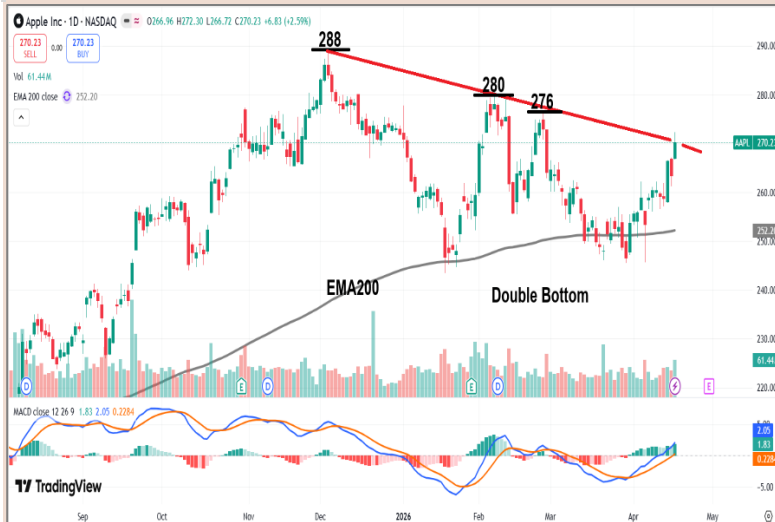 Apple Inc · 1D · NASDAQ O266.96 H272.30 L266.72 C270.23 +6.83 (+2.59%)
270.23 SELL
0.00
270.23 BUY
Vol 61.44M
EMA 200 close 252.20
288
280
276
290.00
280.00
AAPL 270.23
260.00
252.20
250.00
240.00
230.00
61.44
220.00
EMA200
Double Bottom
D
E
D
E
D
E
MACD close 12 26 9 1.83 2.05 0.2284
5.00
2.05
1.83
0.2284
-5.00
TradingView
Sep Oct Nov Dec 2026 Feb Mar Apr May